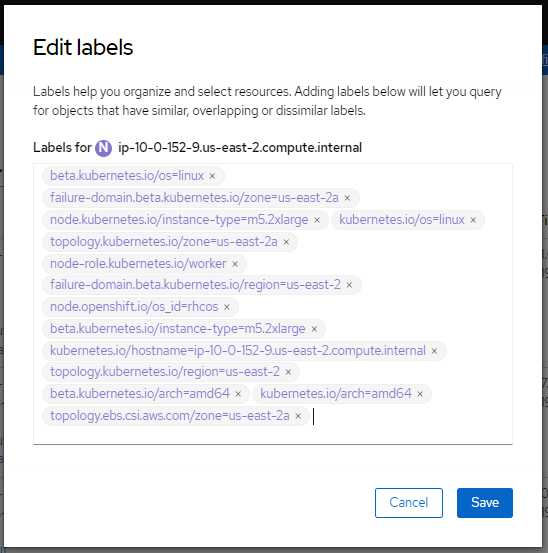 Edit labels
Labels help you organize and select resources. Adding labels below will let you query
for objects that have similar, overlapping or dissimilar labels.
Labels for N ip-10-0-152-9.us-east-2.compute.internal
beta.kubernetes.io/os=linux ×
failure-domain.beta.kubernetes.io/zone=us-east-2a ×
node.kubernetes.io/instance-type=m5.2xlarge × kubernetes.io/os=linux ×
topology.kubernetes.io/zone=us-east-2a ×
node-role.kubernetes.io/worker ×
failure-domain.beta.kubernetes.io/region=us-east-2 ×
node.openshift.io/os_id=rhcos ×
beta.kubernetes.io/instance-type=m5.2xlarge ×
kubernetes.io/hostname=ip-10-0-152-9.us-east-2.compute.internal ×
topology.kubernetes.io/region=us-east-2 ×
beta.kubernetes.io/arch=amd64 × kubernetes.io/arch=amd64 ×
topology.ebs.csi.aws.com/zone=us-east-2a ×
Cancel Save